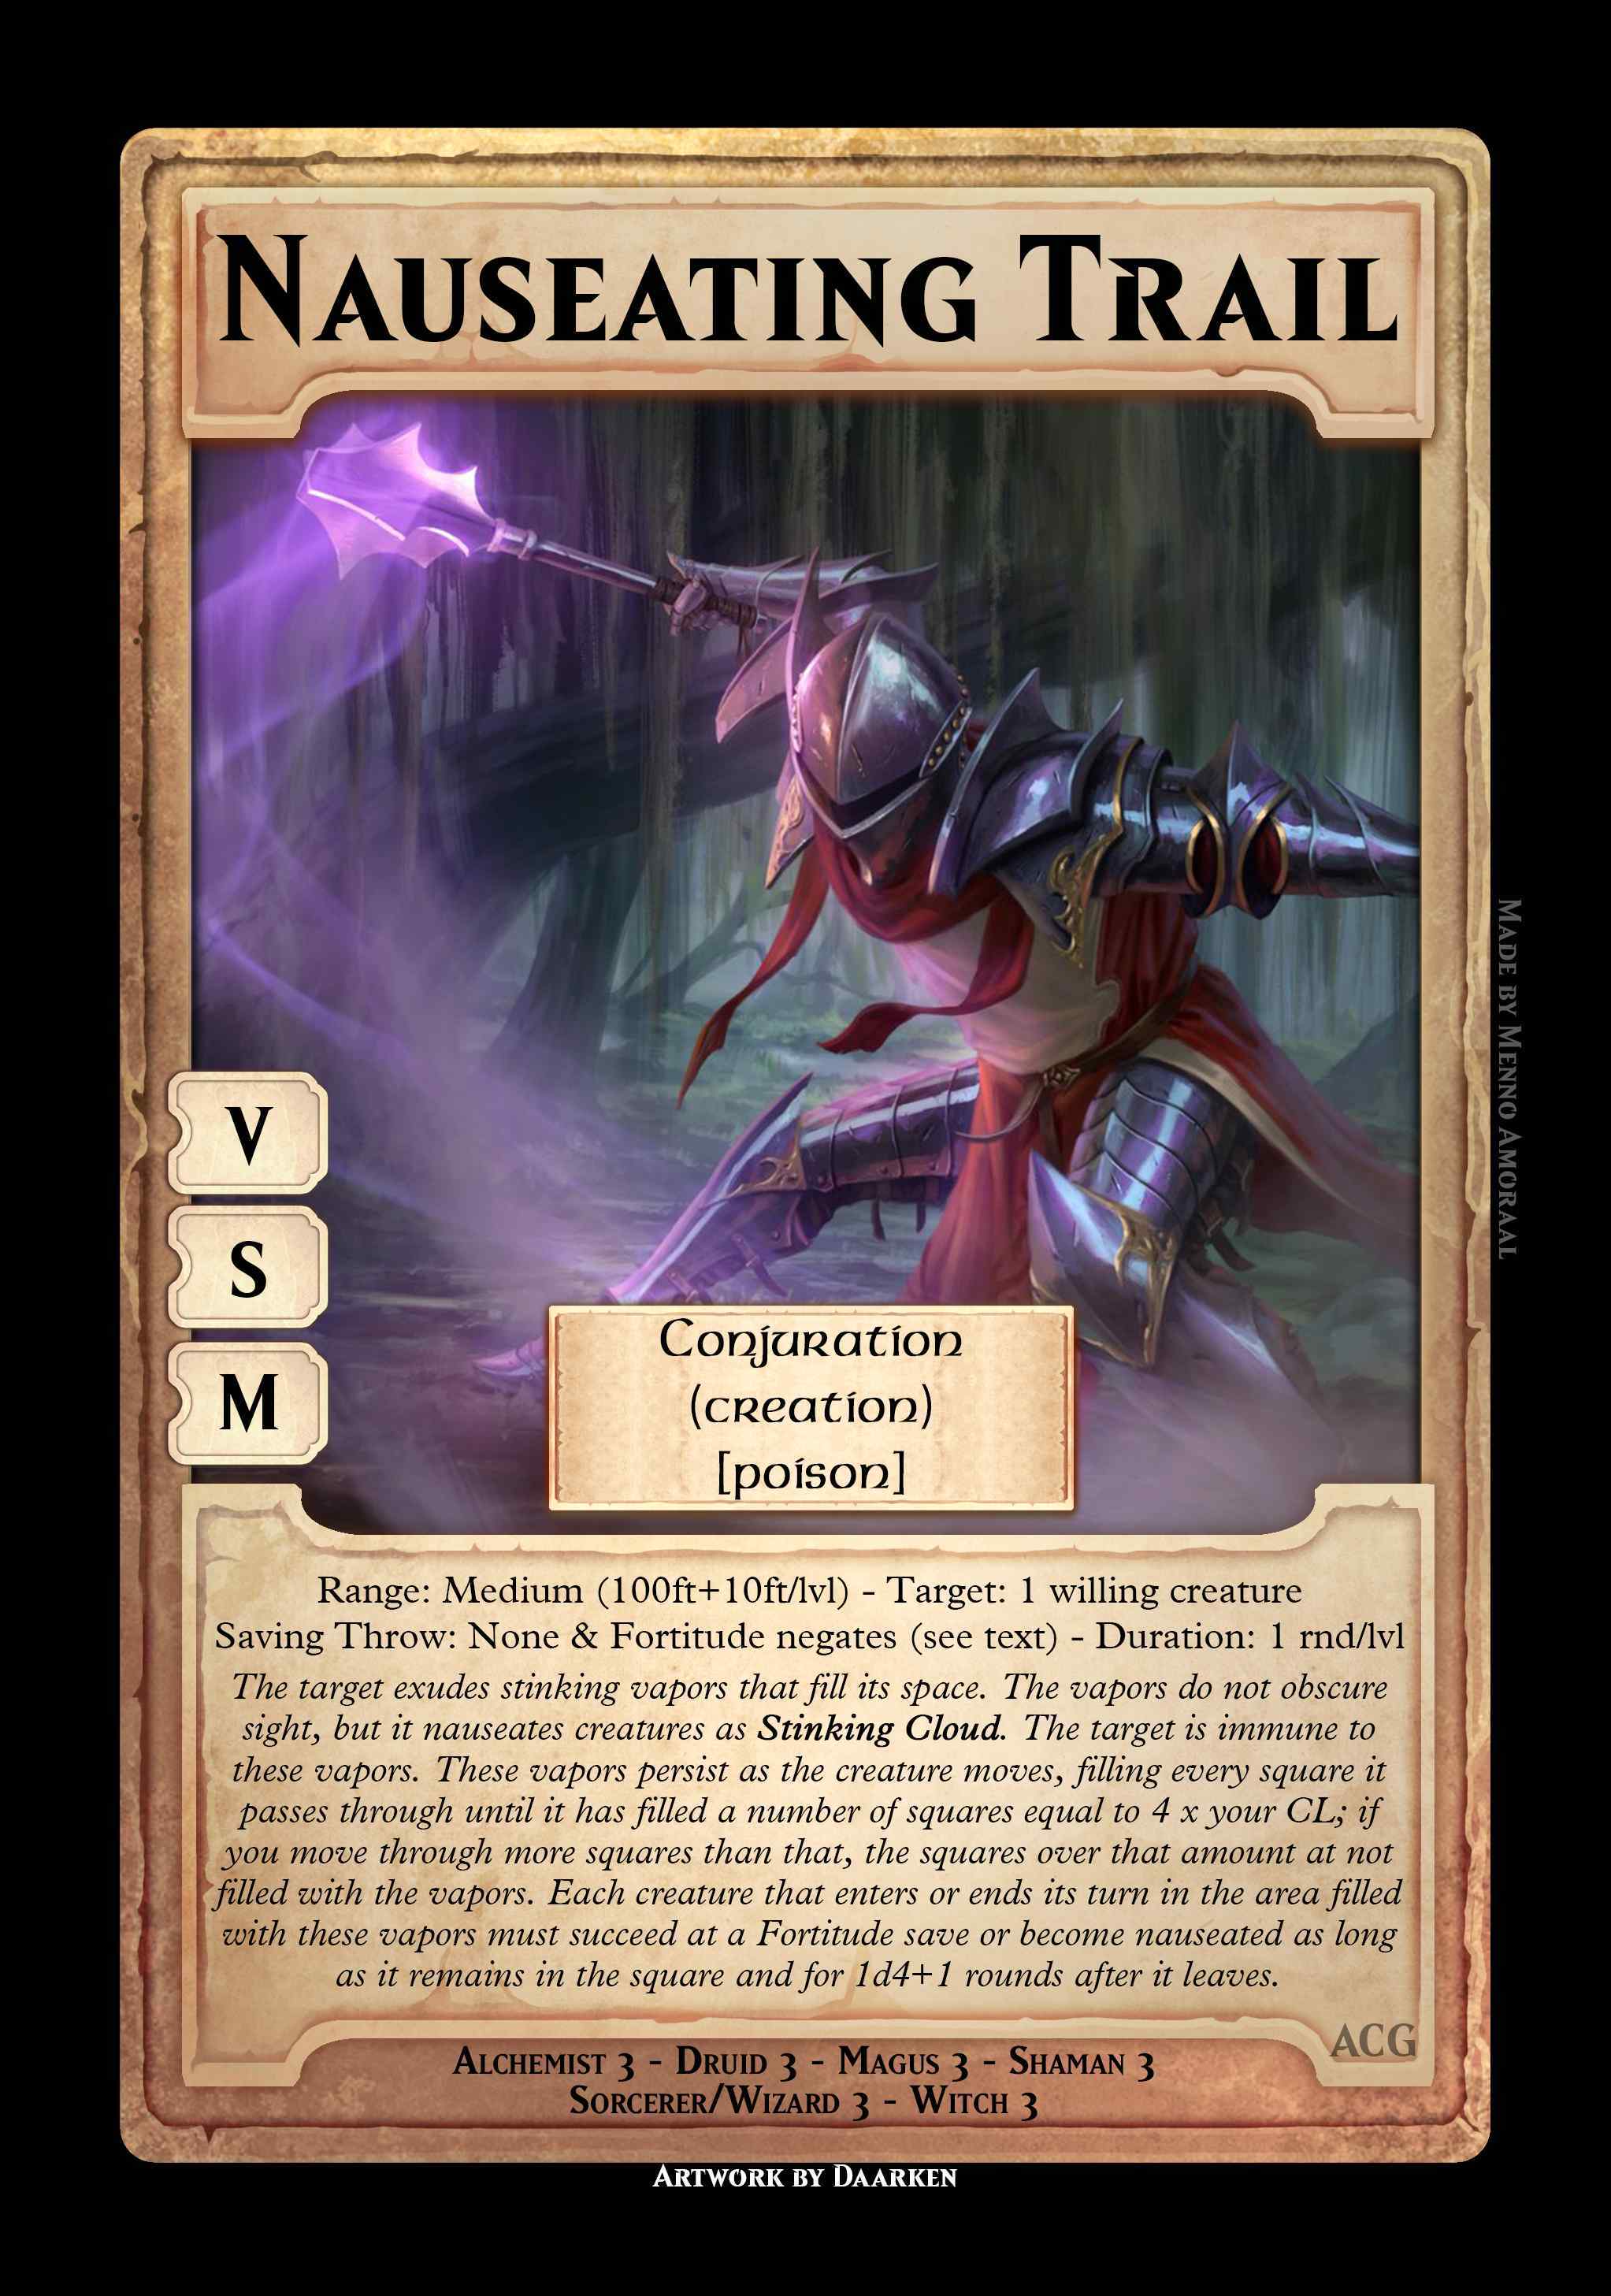 Nauseating Trail
V
S
M
Conjuration
(creation)
[poison]
Range: Medium (100ft+10ft/lvl) - Target: 1 willing creature
Saving Throw: None & Fortitude negates (see text) - Duration: 1 rnd/lvl
The target exudes stinking vapors that fill its space. The vapors do not obscure
sight, but it nauseates creatures as Stinking Cloud. The target is immune to
these vapors. These vapors persist as the creature moves, filling every square it
passes through until it has filled a number of squares equal to 4 x your CL; if
you move through more squares than that, the squares over that amount at not
filled with the vapors. Each creature that enters or ends its turn in the area filled
with these vapors must succeed at a Fortitude save or become nauseated as long
as it remains in the square and for 1d4+1 rounds after it leaves.
ACG
Alchemist 3 - Druid 3 - Magus 3 - Shaman 3
Sorcerer/Wizard 3 - Witch 3
Artwork by Daarken
Made by Menno Amoraal